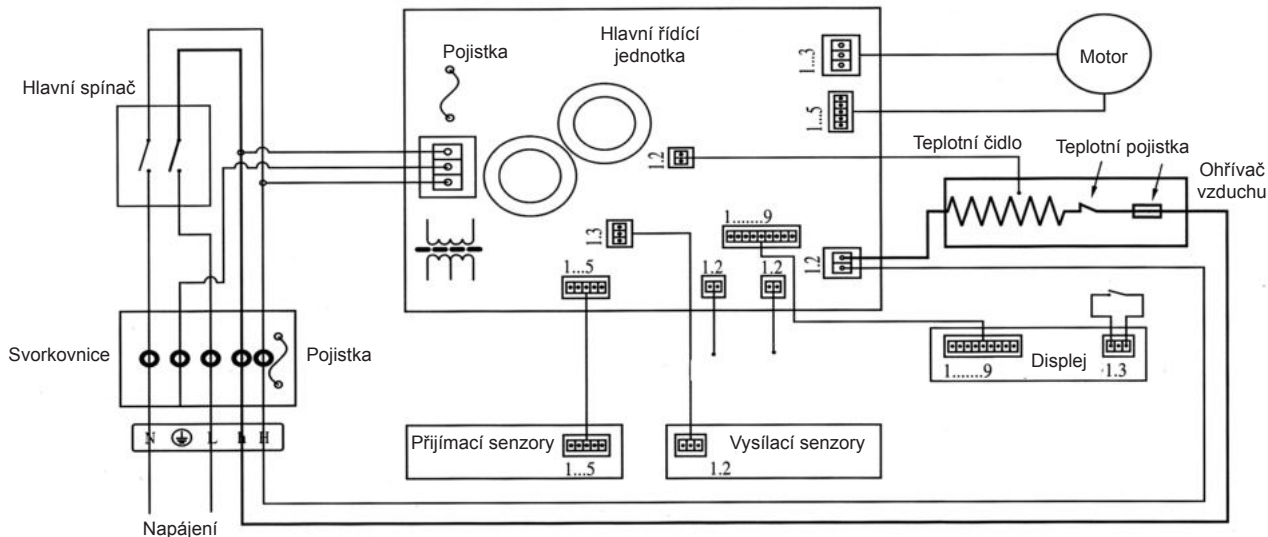 Hlavní spínač
Pojistka
Hlavní řídící
jednotka
1...3
Motor
1...5
1.2
Teplotní čidlo
Teplotní pojistka
Ohřívač
vzduchu
1.3
1.......9
1.2
1...5
1.2
1.2
Svorkovnice
Pojistka
1.......9
Displej
1.3
N
L
h
H
Přijímací senzory
1...5
Vysílací senzory
1.2
Napájení